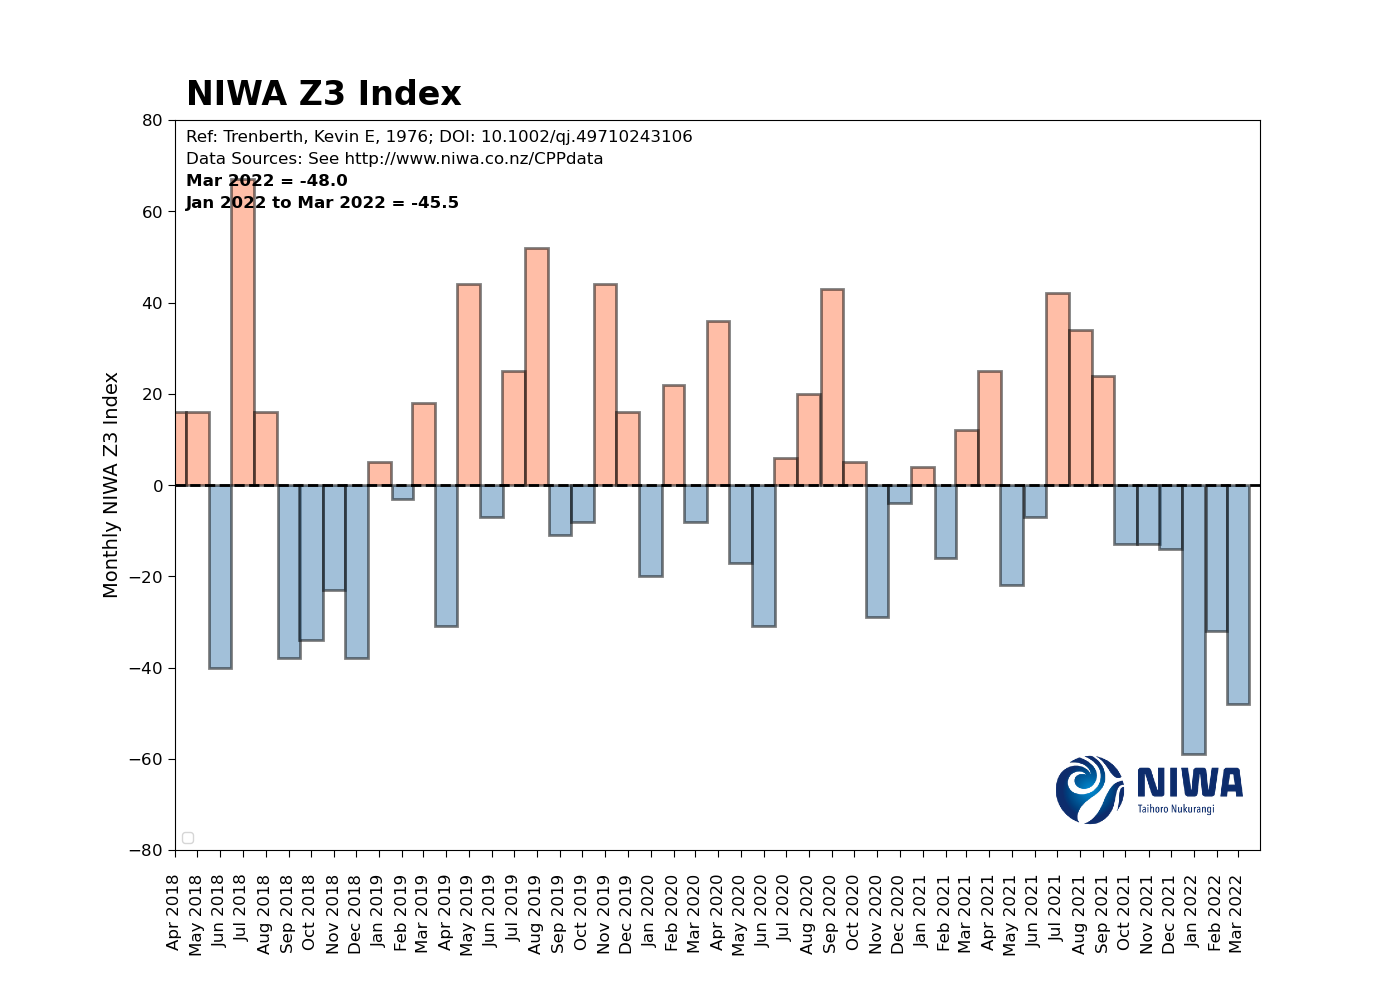 NIWA Z3 Index
Ref: Trenberth, Kevin E, 1976; DOI: 10.1002/qj.49710243106
Data Sources: See http://www.niwa.co.nz/CPPdata
Mar 2022 = -48.0
Jan 2022 to Mar 2022 = -45.5
Monthly NIWA Z3 Index
80
60
40
20
0
−20
−40
−60
−80
NIWA
Taihoro Nukurangi
Apr 2018
May 2018
Jun 2018
Jul 2018
Aug 2018
Sep 2018
Oct 2018
Nov 2018
Dec 2018
Jan 2019
Feb 2019
Mar 2019
Apr 2019
May 2019
Jun 2019
Jul 2019
Aug 2019
Sep 2019
Oct 2019
Nov 2019
Dec 2019
Jan 2020
Feb 2020
Mar 2020
Apr 2020
May 2020
Jun 2020
Jul 2020
Aug 2020
Sep 2020
Oct 2020
Nov 2020
Dec 2020
Jan 2021
Feb 2021
Mar 2021
Apr 2021
May 2021
Jun 2021
Jul 2021
Aug 2021
Sep 2021
Oct 2021
Nov 2021
Dec 2021
Jan 2022
Feb 2022
Mar 2022